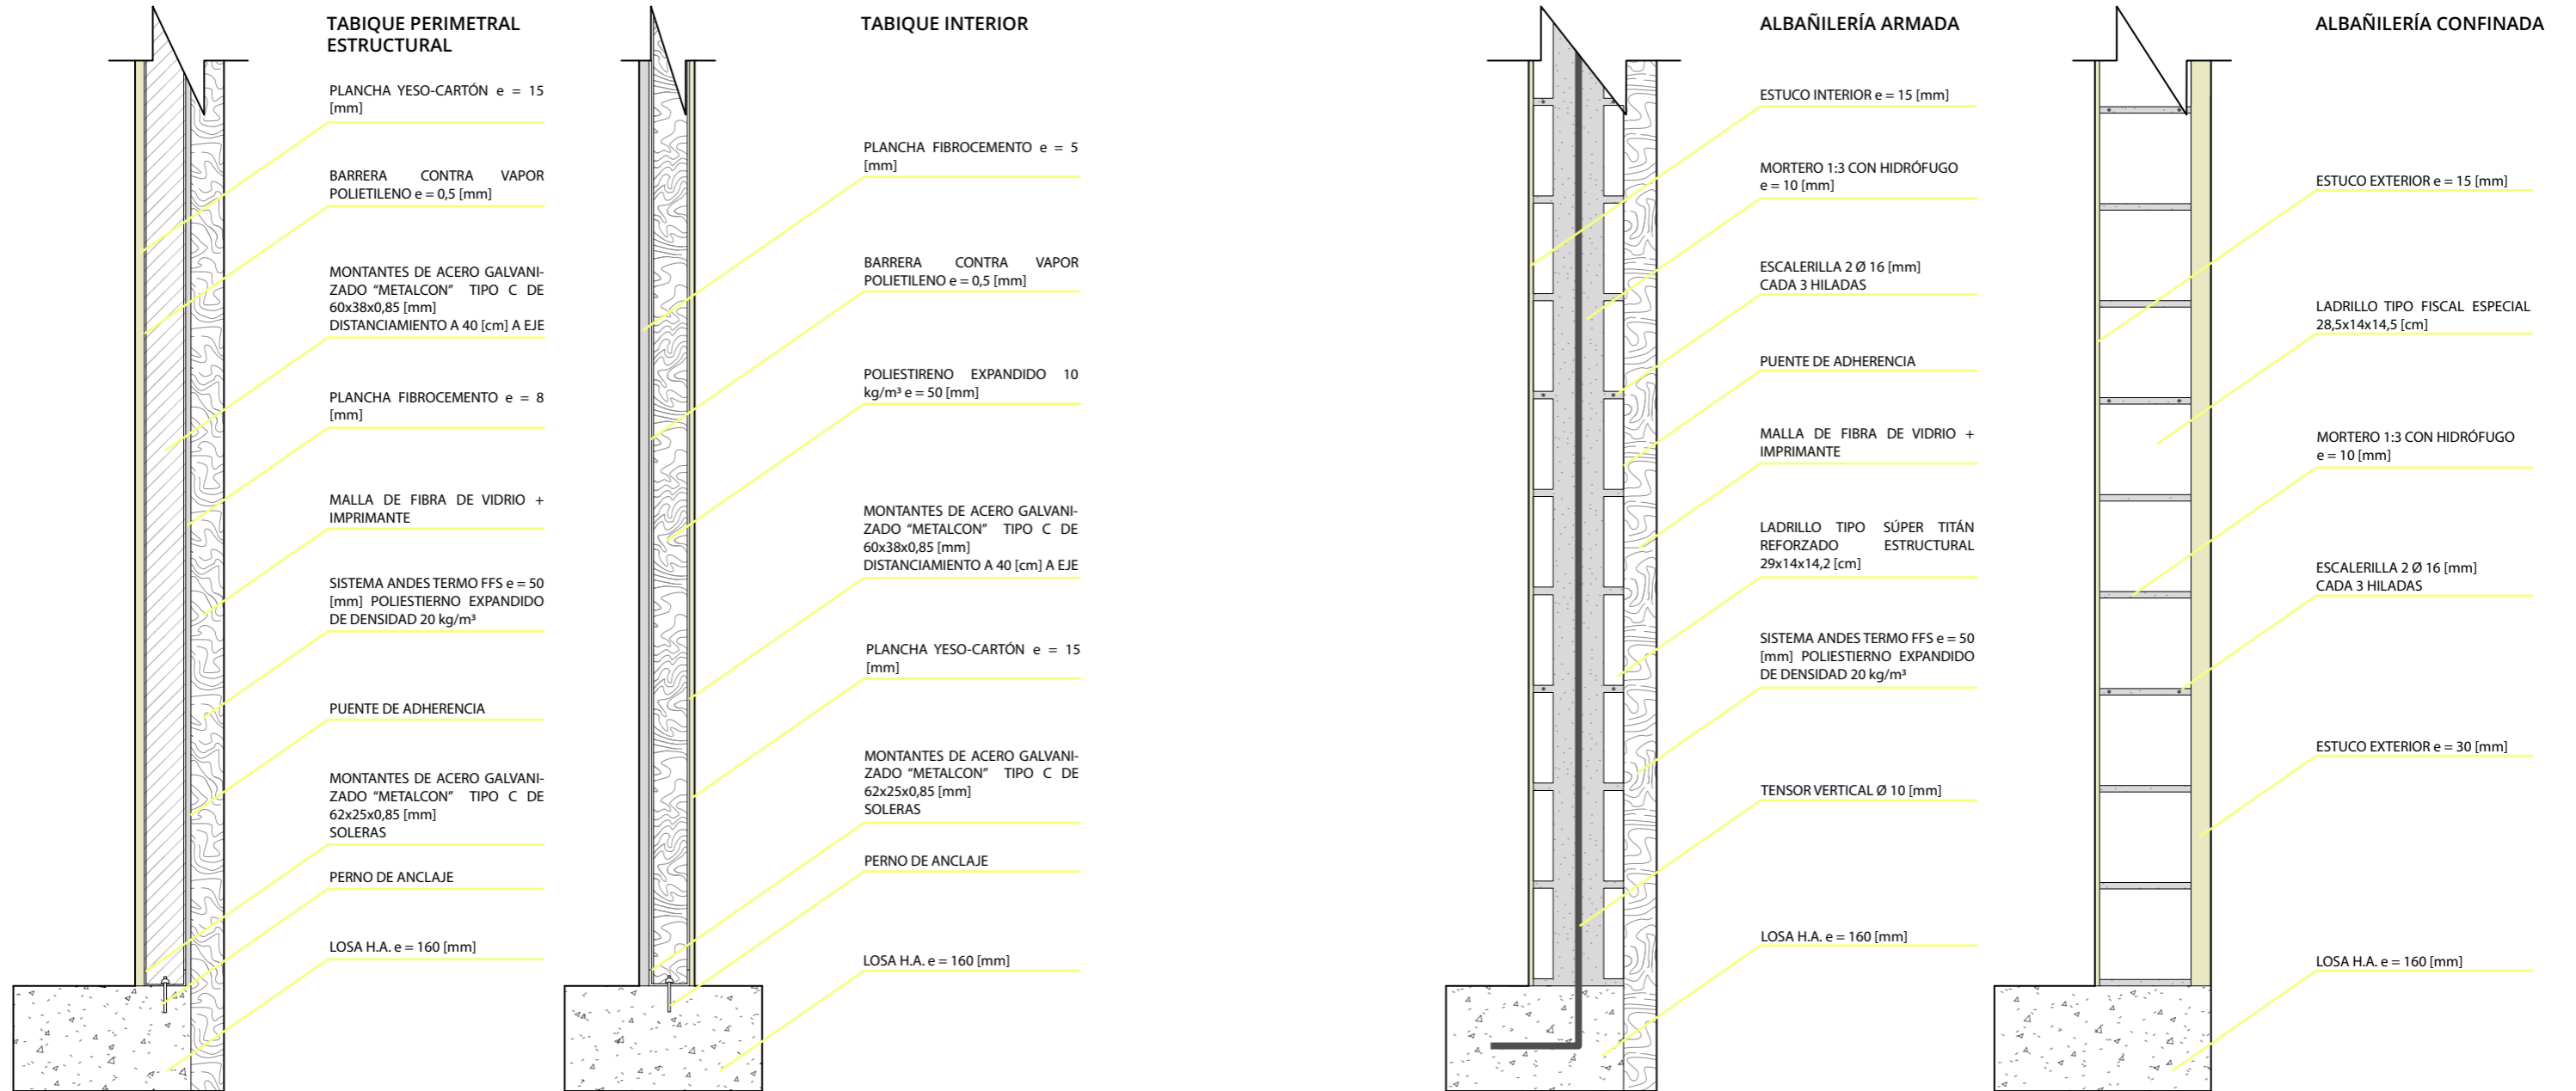 TABIQUE PERIMETRAL
ESTRUCTURAL
PLANCHA YESO-CARTÓN e = 15
[mm]
BARRERA CONTRA VAPOR
POLIETILENO e = 0,5 [mm]
MONTANTES DE ACERO GALVANI-
ZADO “METALCON” TIPO C DE
60x38x0,85 [mm]
DISTANCIAMIENTO A 40 [cm] A EJE
PLANCHA FIBROCEMENTO e = 8
[mm]
MALLA DE FIBRA DE VIDRIO +
IMPRIMANTE
SISTEMA ANDES TERMO FFS e = 50
[mm] POLIESTIERNO EXPANDIDO
DE DENSIDAD 20 kg/m³
PUENTE DE ADHERENCIA
MONTANTES DE ACERO GALVANI-
ZADO “METALCON” TIPO C DE
62x25x0,85 [mm]
SOLERAS
PERNO DE ANCLAJE
LOSA H.A. e = 160 [mm]
TABIQUE INTERIOR
PLANCHA FIBROCEMENTO e = 5
[mm]
BARRERA CONTRA VAPOR
POLIETILENO e = 0,5 [mm]
POLIESTIRENO EXPANDIDO 10
kg/m³ e = 50 [mm]
MONTANTES DE ACERO GALVANI-
ZADO “METALCON” TIPO C DE
60x38x0,85 [mm]
DISTANCIAMIENTO A 40 [cm] A EJE
PLANCHA YESO-CARTÓN e = 15
[mm]
MONTANTES DE ACERO GALVANI-
ZADO “METALCON” TIPO C DE
62x25x0,85 [mm]
SOLERAS
PERNO DE ANCLAJE
LOSA H.A. e = 160 [mm]
ALBAÑILERÍA ARMADA
ESTUCO INTERIOR e = 15 [mm]
MORTERO 1:3 CON HIDRÓFUGO
e = 10 [mm]
ESCALERILLA 2 Ø 16 [mm]
CADA 3 HILADAS
PUENTE DE ADHERENCIA
MALLA DE FIBRA DE VIDRIO +
IMPRIMANTE
LADRILLO TIPO SÚPER TITÁN
REFORZADO ESTRUCTURAL
29x14x14,2 [cm]
SISTEMA ANDES TERMO FFS e = 50
[mm] POLIESTIERNO EXPANDIDO
DE DENSIDAD 20 kg/m³
TENSOR VERTICAL Ø 10 [mm]
LOSA H.A. e = 160 [mm]
ALBAÑILERÍA CONFINADA
ESTUCO EXTERIOR e = 15 [mm]
LADRILLO TIPO FISCAL ESPECIAL
28,5x14x14,5 [cm]
MORTERO 1:3 CON HIDRÓFUGO
e = 10 [mm]
ESCALERILLA 2 Ø 16 [mm]
CADA 3 HILADAS
ESTUCO EXTERIOR e = 30 [mm]
LOSA H.A. e = 160 [mm]